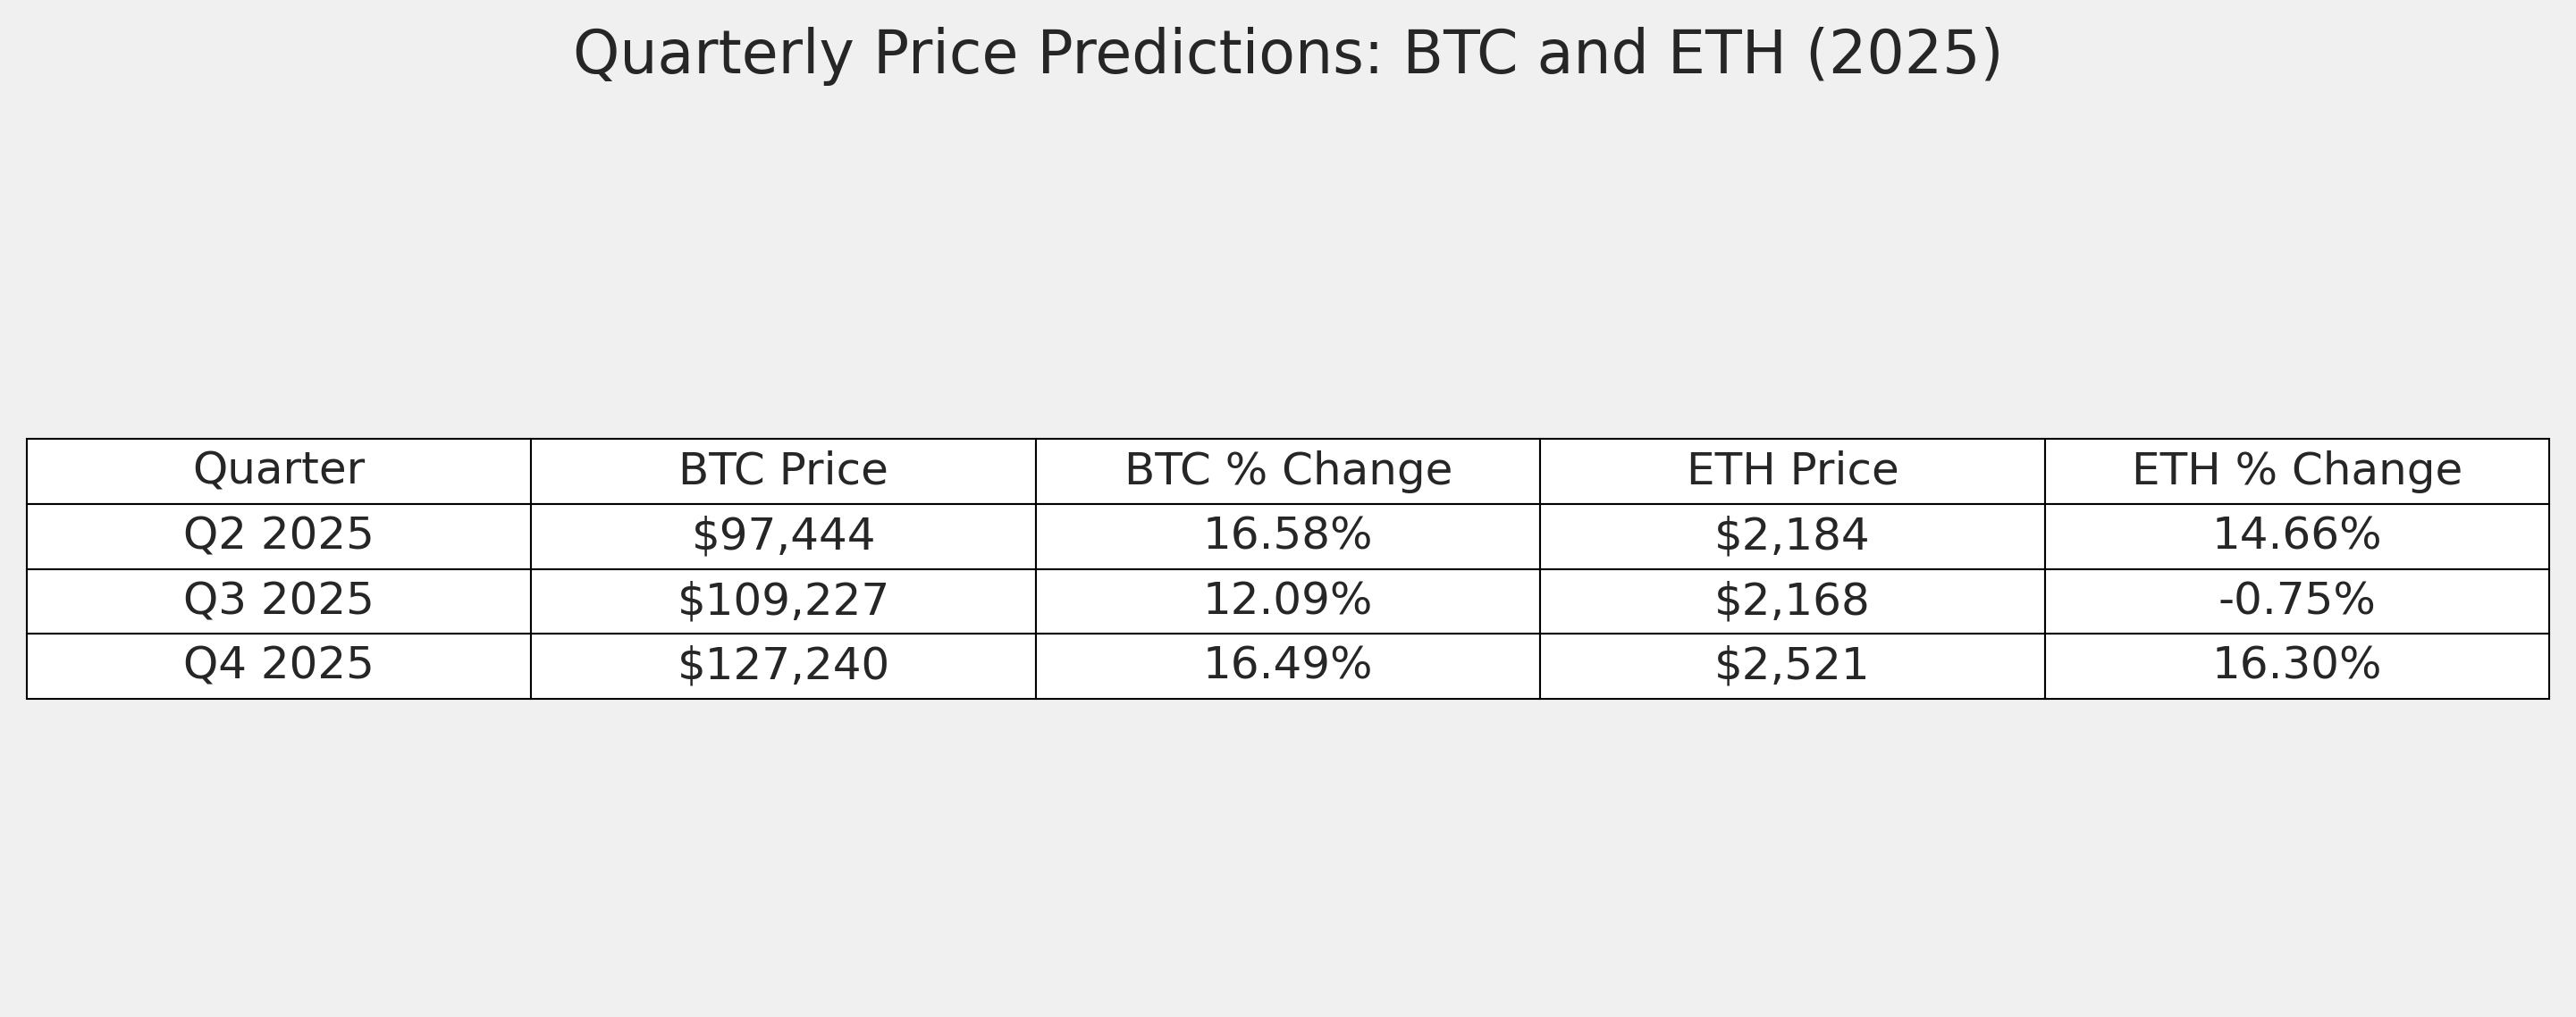 Quarterly Price Predictions: BTC and ETH (2025)
Quarter BTC Price BTC % Change ETH Price ETH % Change
Q2 2025 $97,444 16.58% $2,184 14.66%
Q3 2025 $109,227 12.09% $2,168 -0.75%
Q4 2025 $127,240 16.49% $2,521 16.30%